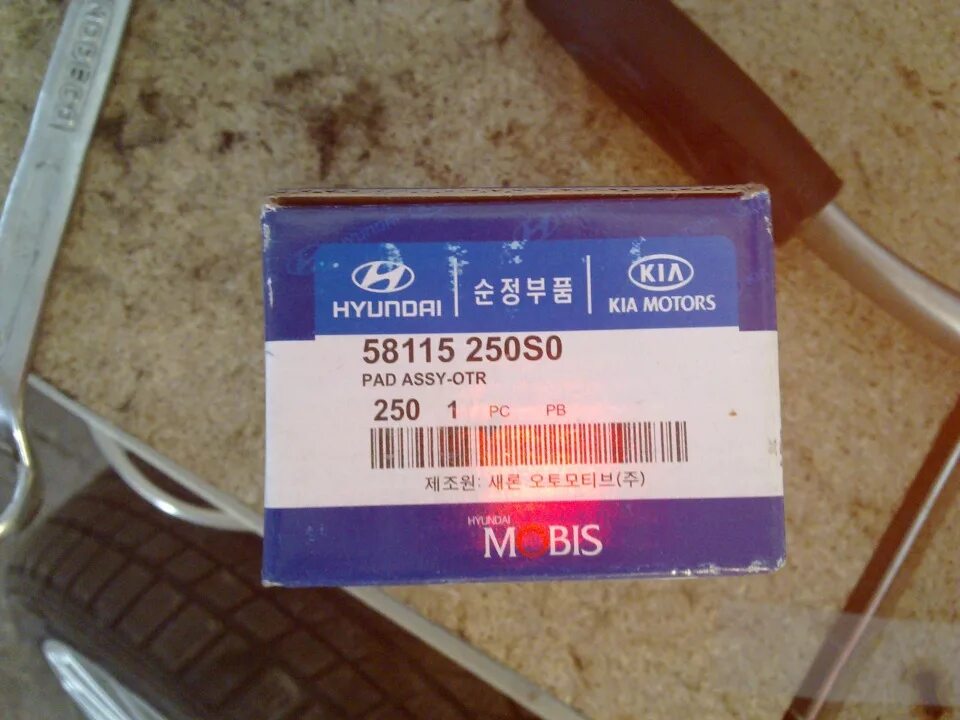 HYUNDAI
순정부품
KIA
KIA MOTORS
58115 250S0
PAD ASSY-OTR
250 1 PC PB
제조원: 새론 오토모티브(주)
HYUNDAI
MOBIS